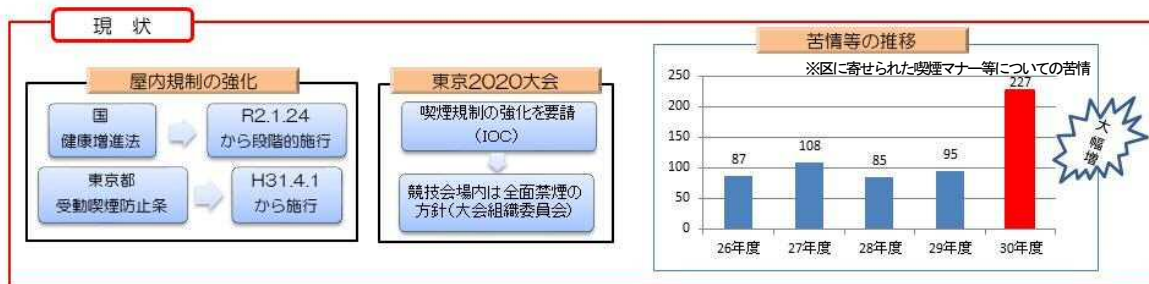 現 状
屋内規制の強化
国
健康増進法
R2.1.24
から段階的施行
東京都
受動喫煙防止条
H31.4.1
から施行
東京2020大会
喫煙規制の強化を要請
(IOC)
競技会場内は全面禁煙の
方針(大会組織委員会)
苦情等の推移
※区に寄せられた喫煙マナー等についての苦情
250
200
150
100
50
0
87
108
85
95
227
26年度
27年度
28年度
29年度
30年度
大幅増